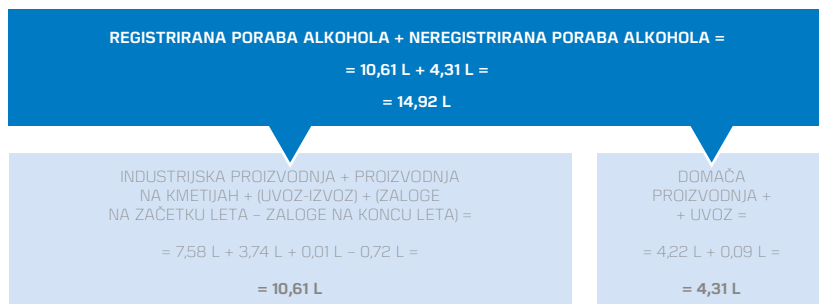 REGISTRIRANA PORABA ALKOHOLA + NEREGISTRIRANA PORABA ALKOHOLA =
= 10,61 L + 4,31 L =
= 14,92 L
INDUSTRIJSKA PROIZVODNJA + PROIZVODNJA
NA KMETIJAH + (UVOZ-IZVOZ) + (ZALOGE
NA ZAČETKU LETA – ZALOGE NA KONCU LETA) =
= 7,58 L + 3,74 L + 0,01 L – 0,72 L =
= 10,61 L
DOMAČA
PROIZVODNJA +
+ UVOZ =
= 4,22 L + 0,09 L =
= 4,31 L